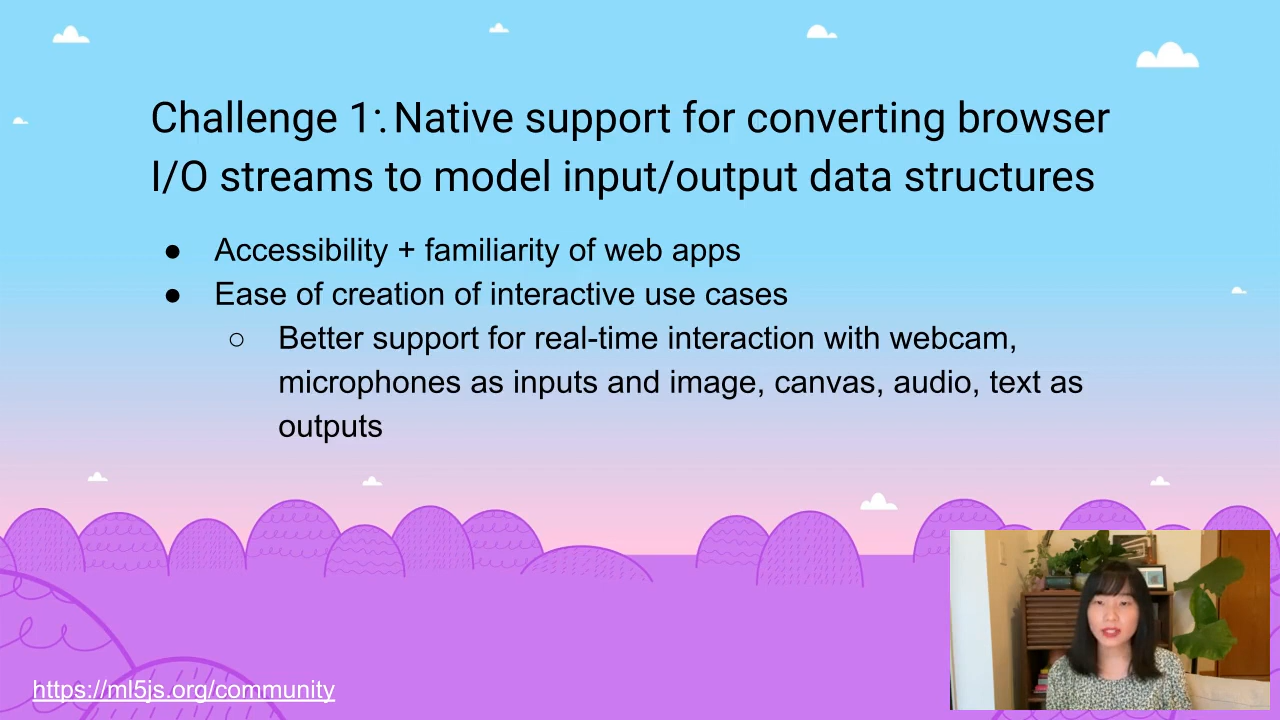 Challenge 1: Native support for converting browser
I/O streams to model input/output data structures
● Accessibility + familiarity of web apps
● Ease of creation of interactive use cases
○ Better support for real-time interaction with webcam,
microphones as inputs and image, canvas, audio, text as
outputs
https://ml5js.org/community